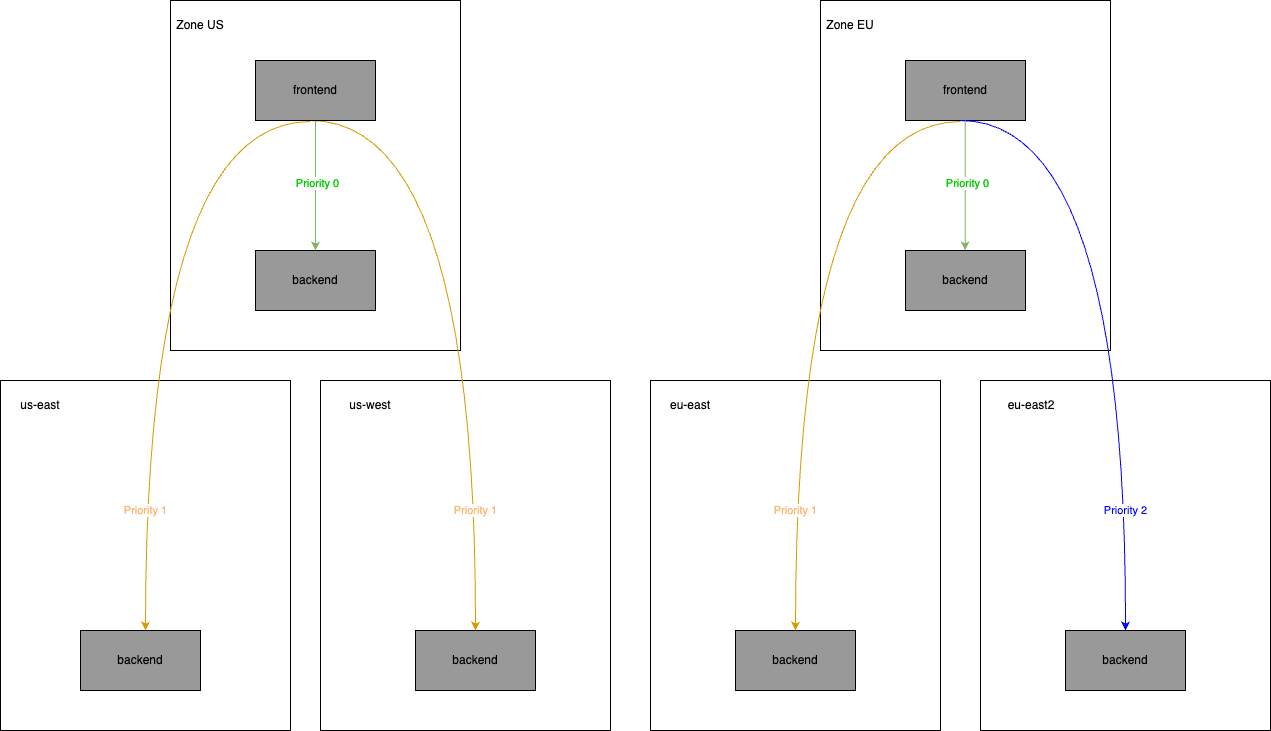 Zone US
Zone EU
frontend
frontend
Priority 0
Priority 0
backend
backend
us-east
us-west
eu-east
eu-east2
Priority 1
Priority 1
Priority 1
Priority 2
backend
backend
backend
backend